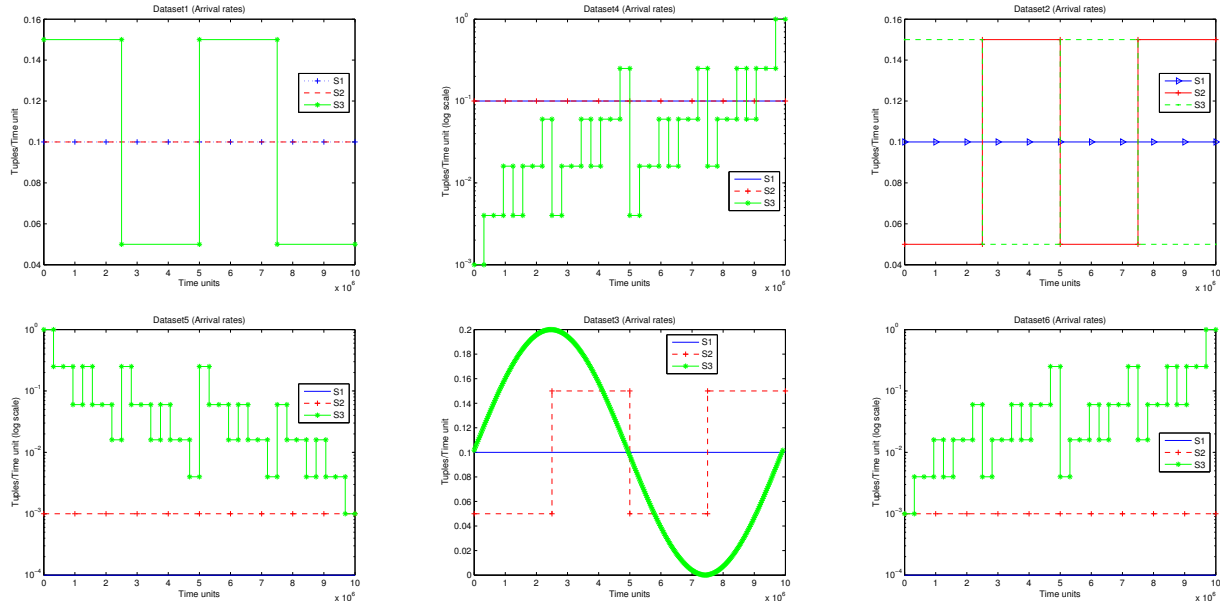 Dataset1 (Arrival rates)
Tuples/Time unit
0.16
0.14
0.12
0.1
0.08
0.06
0.04
S1
S2
S3
0 1 2 3 4 5 6 7 8 9 10
Time units
x 10^6
Dataset4 (Arrival rates)
Tuples/Time unit (log scale)
10^0
10^-1
10^-2
10^-3
S1
S2
S3
0 1 2 3 4 5 6 7 8 9 10
Time units
x 10^6
Dataset2 (Arrival rates)
Tuples/Time unit
0.16
0.14
0.12
0.1
0.08
0.06
0.04
S1
S2
S3
0 1 2 3 4 5 6 7 8 9 10
Time units
x 10^6
Dataset5 (Arrival rates)
Tuples/Time unit (log scale)
10^0
10^-1
10^-2
10^-3
10^-4
S1
S2
S3
0 1 2 3 4 5 6 7 8 9 10
Time units
x 10^6
Dataset3 (Arrival rates)
Tuples/Time unit
0.2
0.18
0.16
0.14
0.12
0.1
0.08
0.06
0.04
0.02
0
S1
S2
S3
0 1 2 3 4 5 6 7 8 9 10
Time units
x 10^6
Dataset6 (Arrival rates)
Tuples/Time unit (log scale)
10^0
10^-1
10^-2
10^-3
10^-4
S1
S2
S3
0 1 2 3 4 5 6 7 8 9 10
Time units
x 10^6